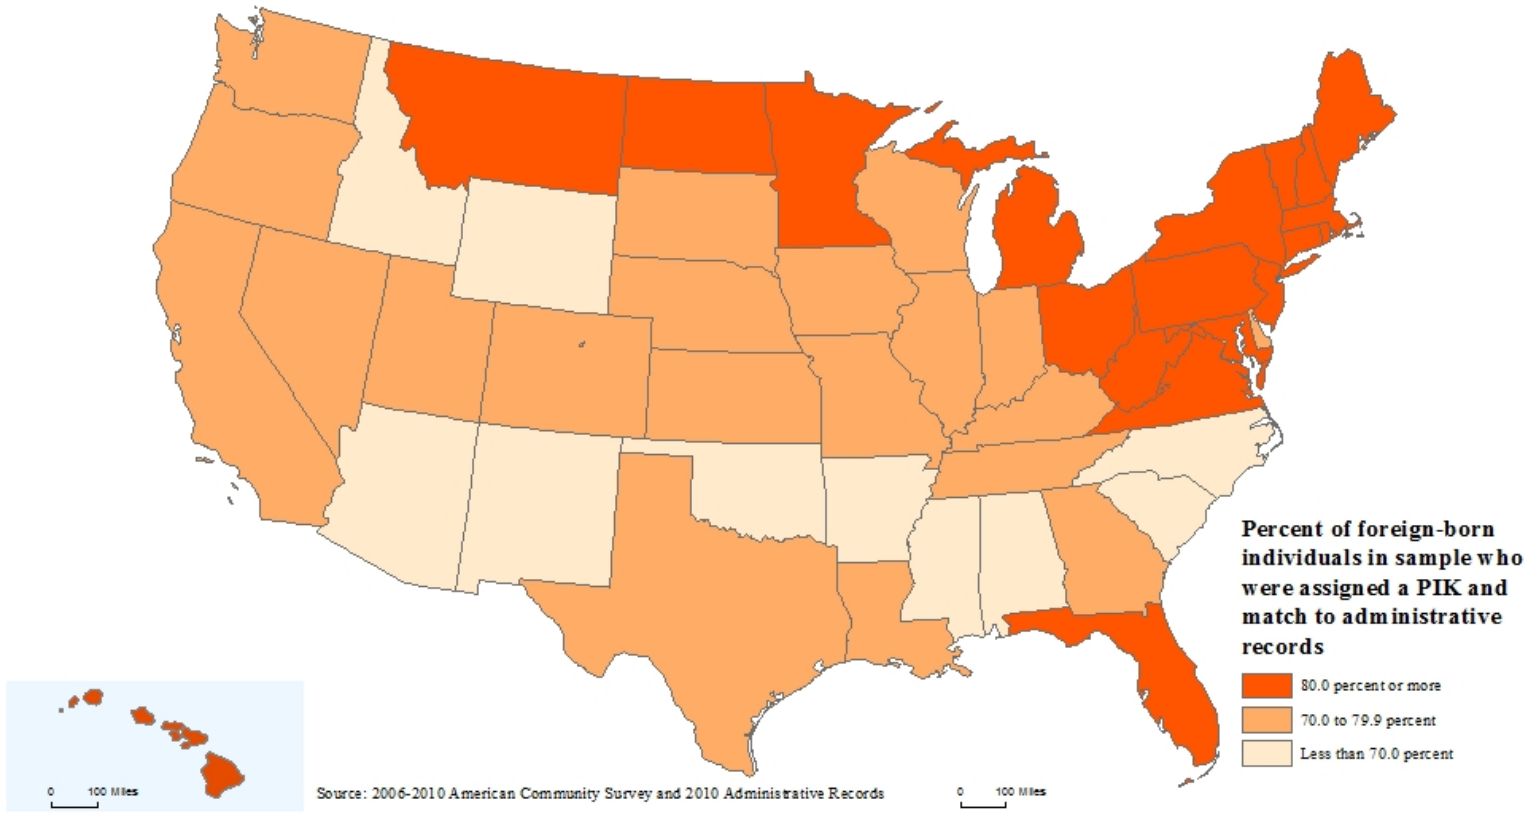 Percent of foreign-born
individuals in sample who
were assigned a PIK and
match to administrative
records
80.0 percent or more
70.0 to 79.9 percent
Less than 70.0 percent
0 100 Miles
Source: 2006-2010 American Community Survey and 2010 Administrative Records
0 100 Miles